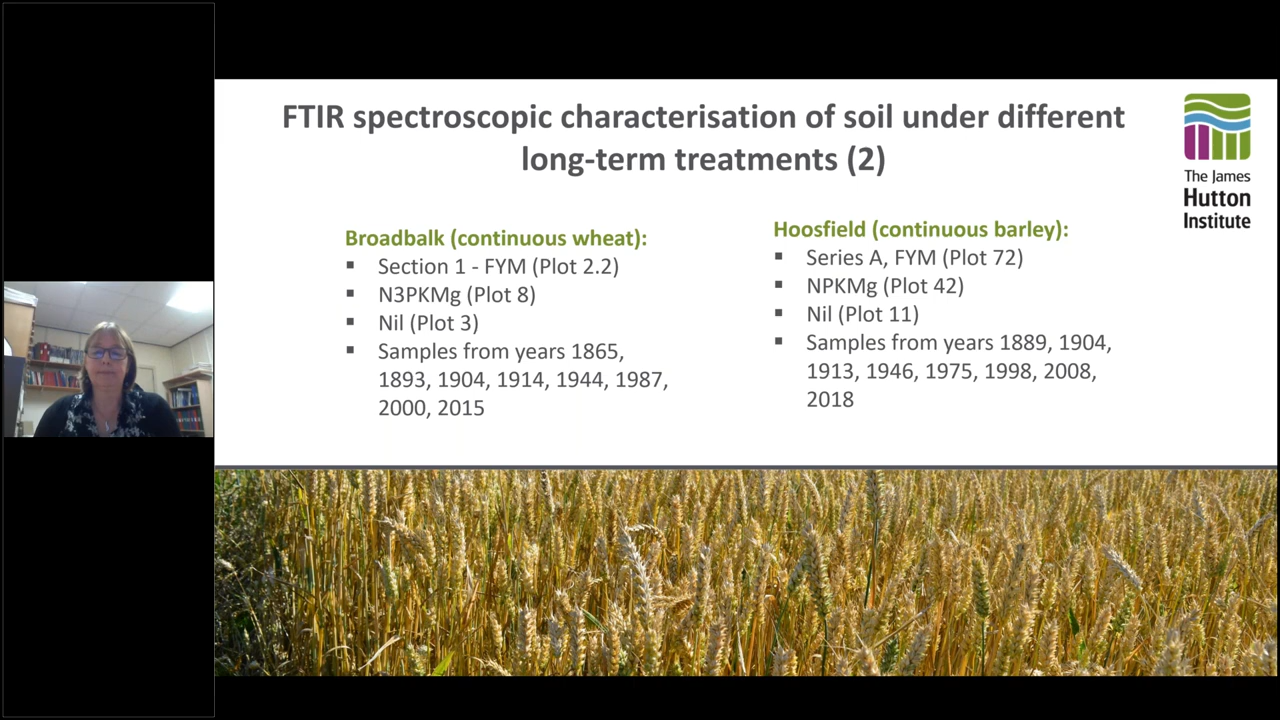 FTIR spectroscopic characterisation of soil under different
long-term treatments (2)
The James
Hutton
Institute
Broadbalk (continuous wheat):
▪ Section 1 - FYM (Plot 2.2)
▪ N3PKMg (Plot 8)
▪ Nil (Plot 3)
▪ Samples from years 1865,
1893, 1904, 1914, 1944, 1987,
2000, 2015
Hoosfield (continuous barley):
▪ Series A, FYM (Plot 72)
▪ NPKMg (Plot 42)
▪ Nil (Plot 11)
▪ Samples from years 1889, 1904,
1913, 1946, 1975, 1998, 2008,
2018